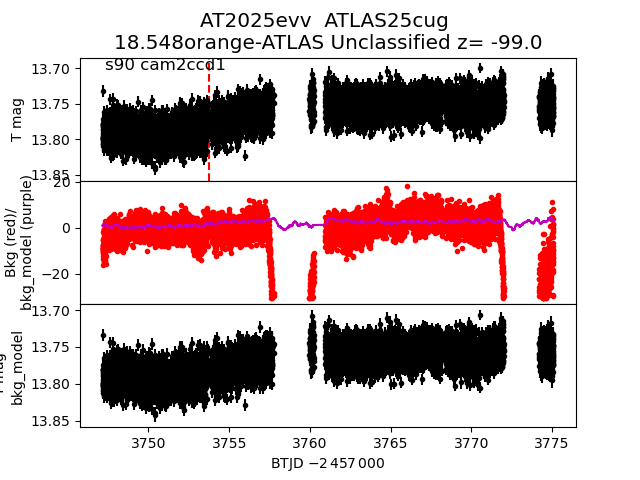 AT2025evv  ATLAS25cug
18.548orange-ATLAS Unclassified z= -99.0
s90 cam2ccd1
T mag
13.70
13.75
13.80
13.85
Bkg (red)/
bkg_model (purple)
20
0
−20
bkg_model
13.70
13.75
13.80
13.85
3750
3755
3760
3765
3770
3775
BTJD −2 457 000